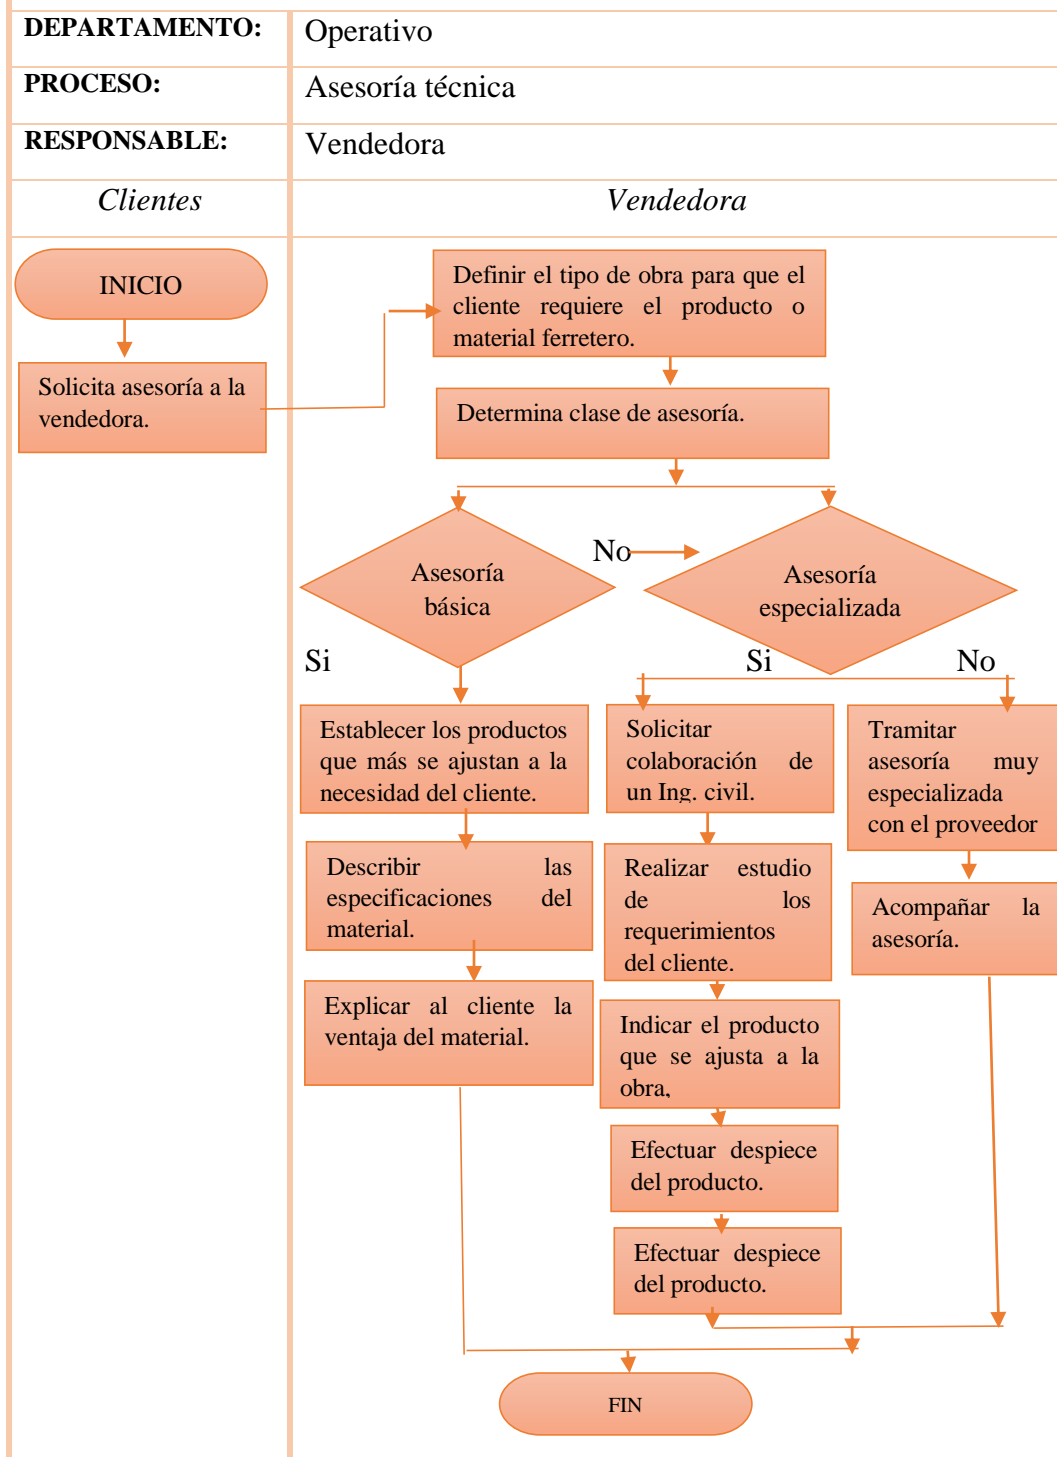 DEPARTAMENTO: Operativo
PROCESO: Asesoría técnica
RESPONSABLE: Vendedora
Clientes Vendedora
INICIO
Solicita asesoría a la
vendedora.
Definir el tipo de obra para que el
cliente requiere el producto o
material ferretero.
Determina clase de asesoría.
Asesoría
básica
No
Asesoría
especializada
Si
Si
No
Establecer los productos
que más se ajustan a la
necesidad del cliente.
Describir las
especificaciones del
material.
Explicar al cliente la
ventaja del material.
Solicitar
colaboración de
un Ing. civil.
Realizar estudio
de los
requerimientos
del cliente.
Indicar el producto
que se ajusta a la
obra,
Efectuar despiece
del producto.
Efectuar despiece
del producto.
Tramitar
asesoría muy
especializada
con el proveedor
Acompañar la
asesoría.
FIN